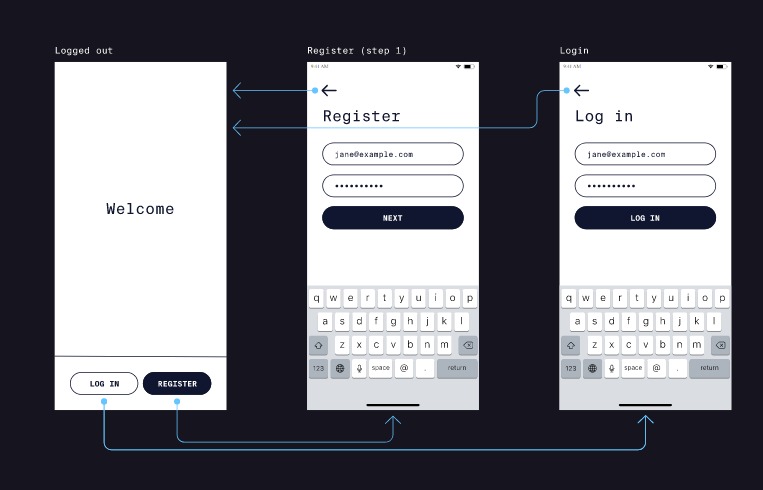 Logged out
Register (step 1)
Login
9:41 AM
9:41 AM
Register
Log in
jane@example.com
jane@example.com
Welcome
NEXT
LOG IN
q w e r t y u i o p
q w e r t y u i o p
a s d f g h j k l
a s d f g h j k l
z x c v b n m
z x c v b n m
LOG IN
REGISTER
123 space @ . return
123 space @ . return